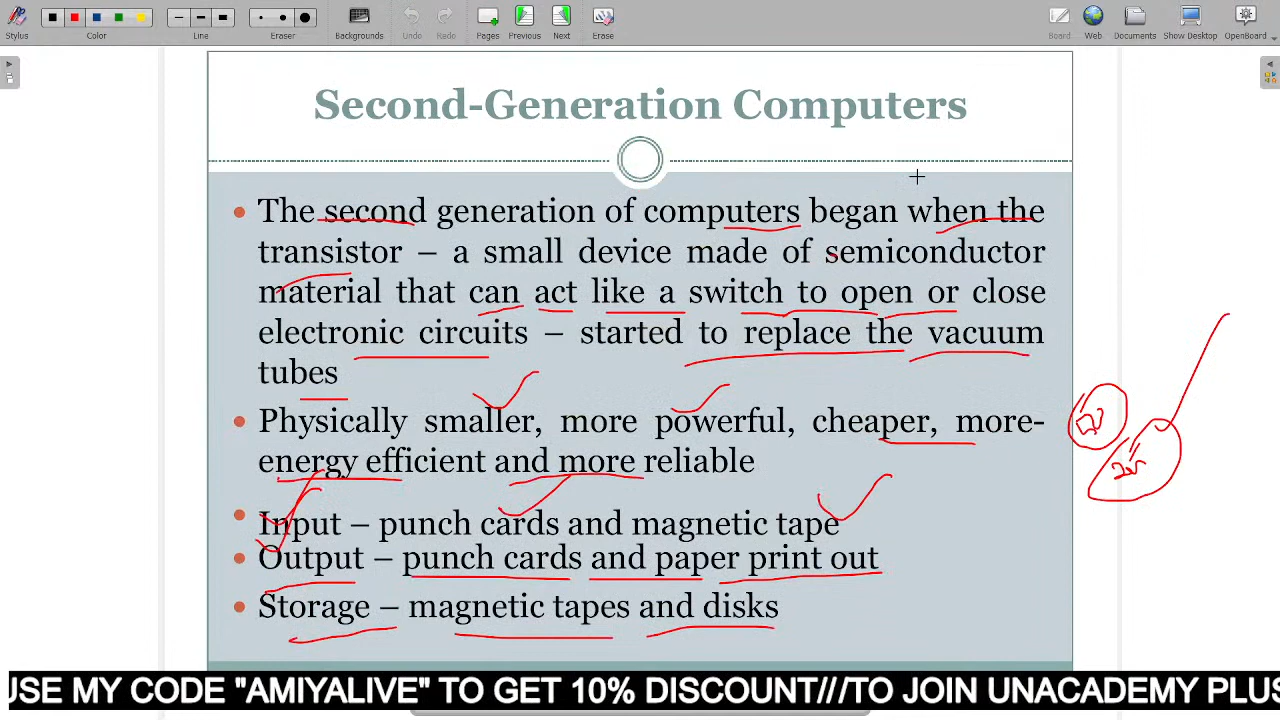 Stylus
Color
Line
Eraser
Backgrounds
Undo
Redo
Pages
Previous
Next
Erase
Board
Web
Documents
Show Desktop
OpenBoard
Second-Generation Computers
• The second generation of computers began when the
transistor – a small device made of semiconductor
material that can act like a switch to open or close
electronic circuits – started to replace the vacuum
tubes
• Physically smaller, more powerful, cheaper, more-
energy efficient and more reliable
• Input – punch cards and magnetic tape
• Output – punch cards and paper print out
• Storage – magnetic tapes and disks
USE MY CODE "AMIYALIVE" TO GET 10% DISCOUNT///TO JOIN UNACADEMY PLUS